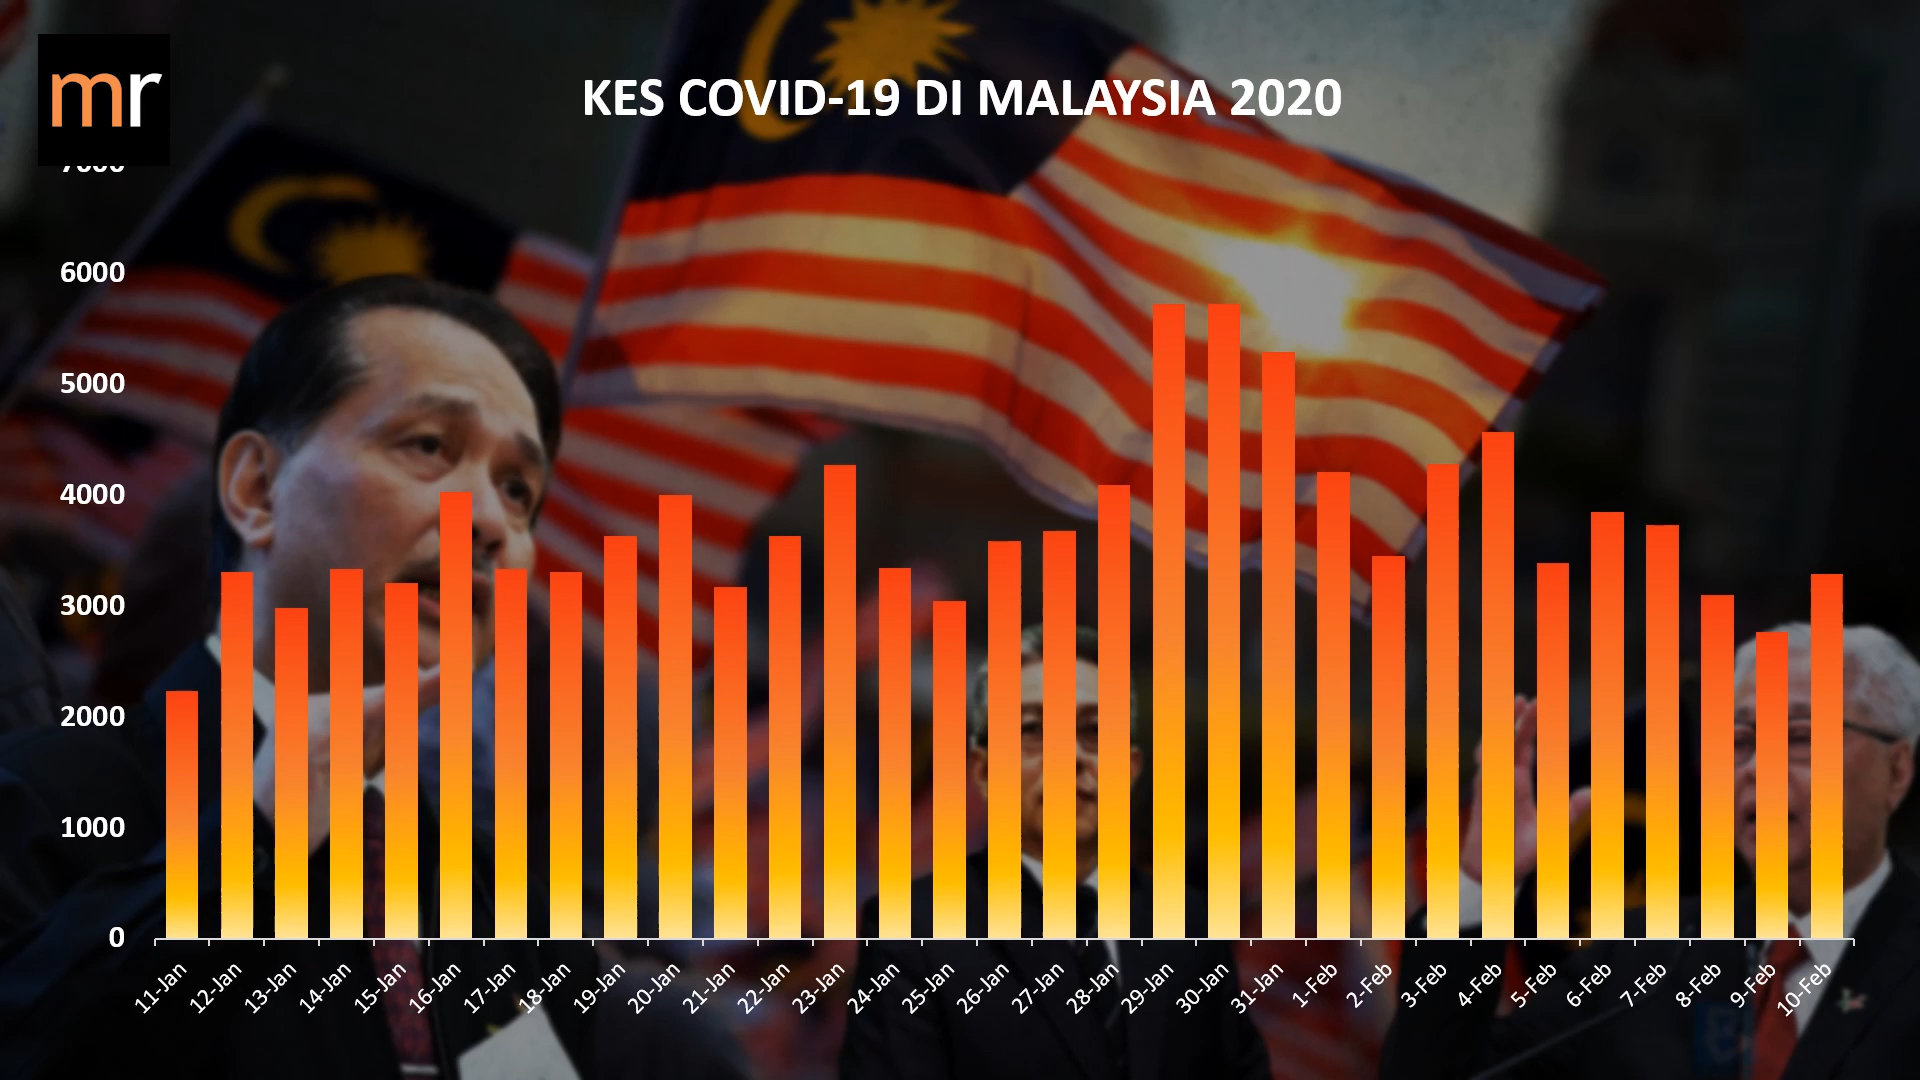 mr
KES COVID-19 DI MALAYSIA 2020
7000
6000
5000
4000
3000
2000
1000
0
11-Jan 12-Jan 13-Jan 14-Jan 15-Jan 16-Jan 17-Jan 18-Jan 19-Jan 20-Jan 21-Jan 22-Jan 23-Jan 24-Jan 25-Jan 26-Jan 27-Jan 28-Jan 29-Jan 30-Jan 31-Jan 1-Feb 2-Feb 3-Feb 4-Feb 5-Feb 6-Feb 7-Feb 8-Feb 9-Feb 10-Feb